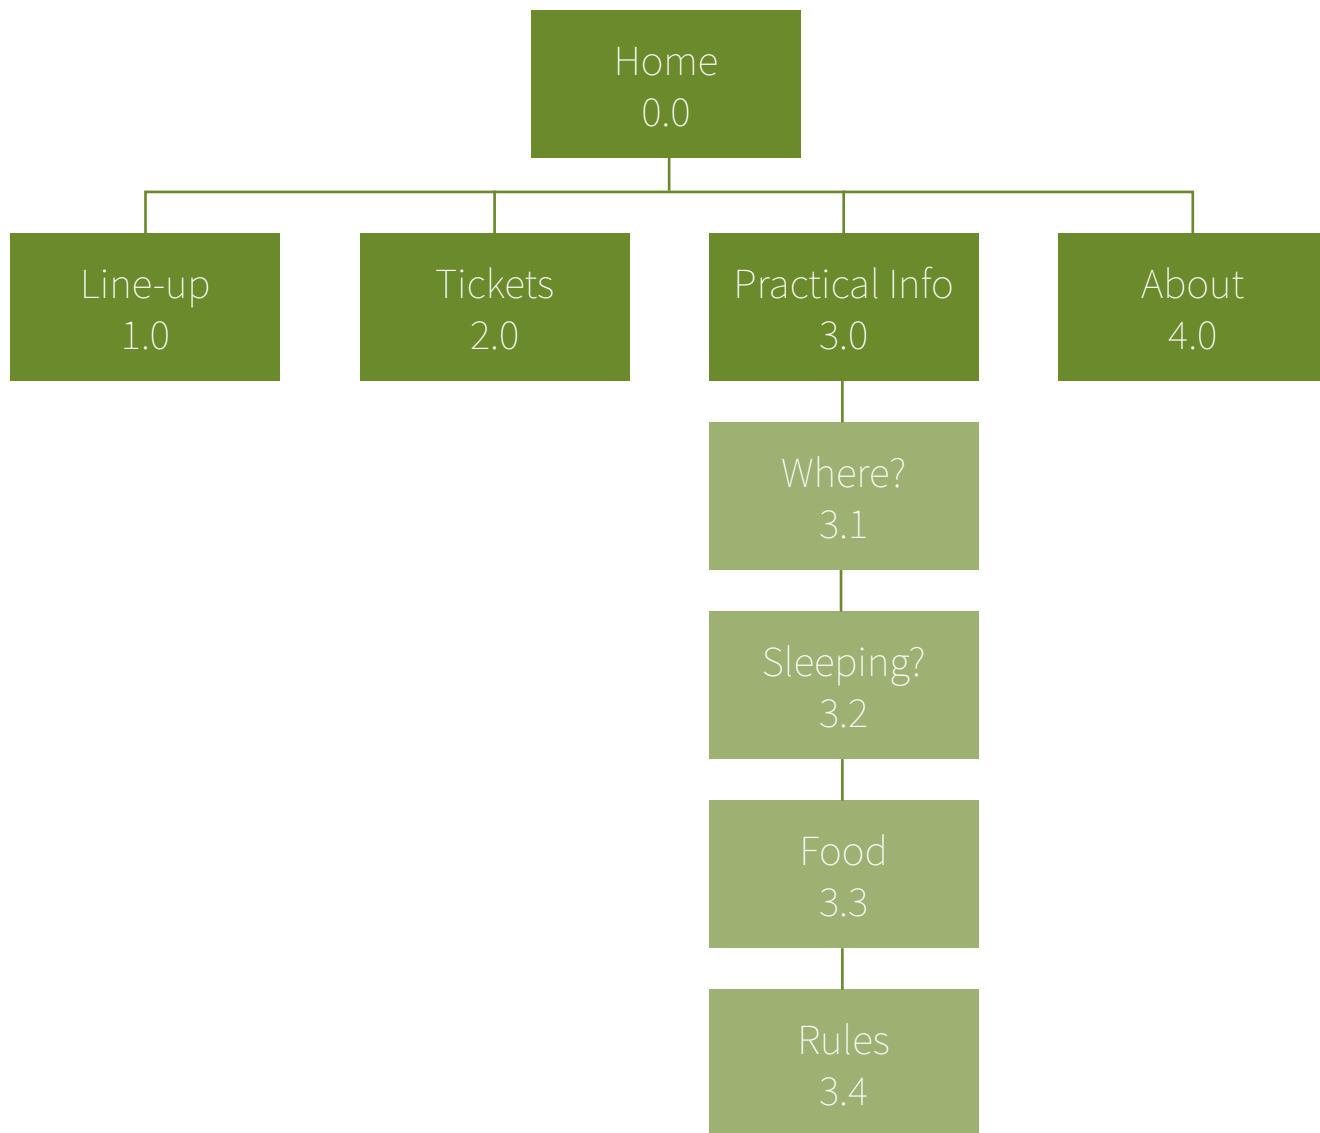 Home
0.0
Line-up
1.0
Tickets
2.0
Practical Info
3.0
About
4.0
Where?
3.1
Sleeping?
3.2
Food
3.3
Rules
3.4